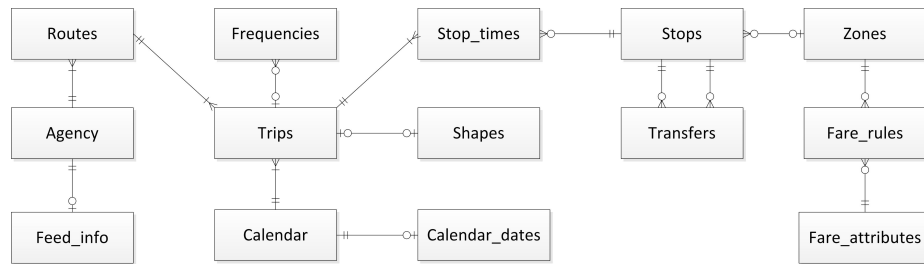 Routes
Frequencies
Stop_times
Stops
Zones
Agency
Trips
Shapes
Transfers
Fare_rules
Feed_info
Calendar
Calendar_dates
Fare_attributes